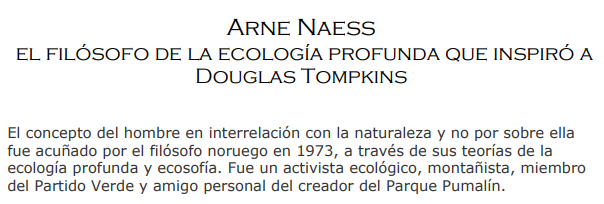 Arne Naess
el filósofo de la ecología profunda que inspiró a
Douglas Tompkins
El concepto del hombre en interrelación con la naturaleza y no por sobre ella
fue acuñado por el filósofo noruego en 1973, a través de sus teorías de la
ecología profunda y ecosofía. Fue un activista ecológico, montañista, miembro
del Partido Verde y amigo personal del creador del Parque Pumalín.